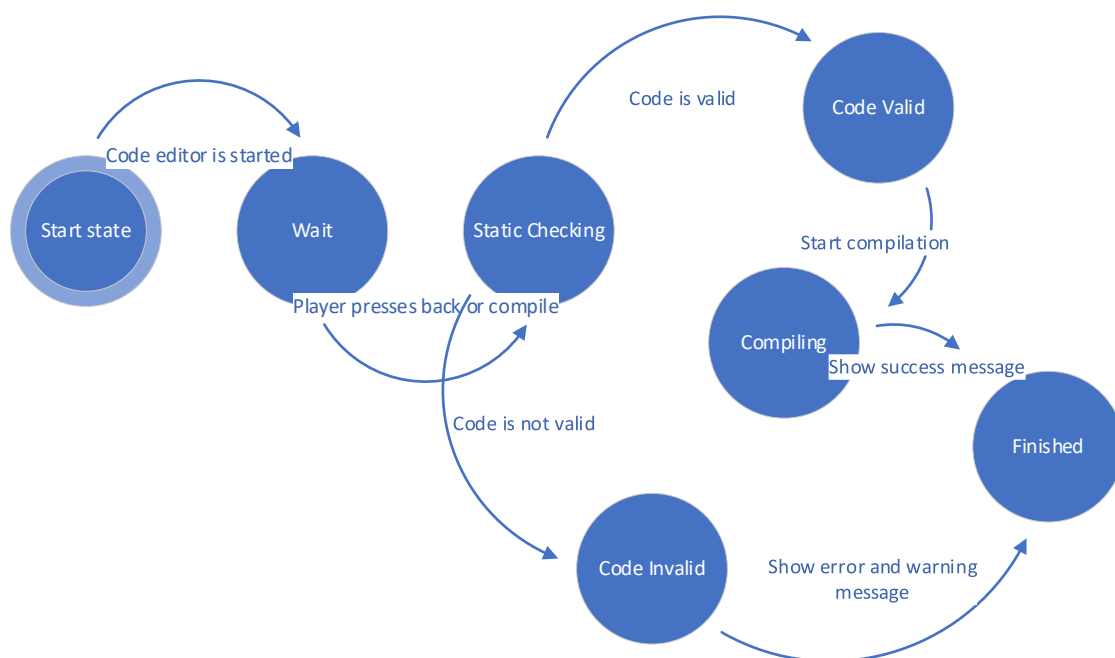 Code is valid
Code Valid
Code editor is started
Start state
Wait
Static Checking
Start compilation
Player presses back or compile
Compiling
Show success message
Code is not valid
Finished
Code Invalid
Show error and warning
message